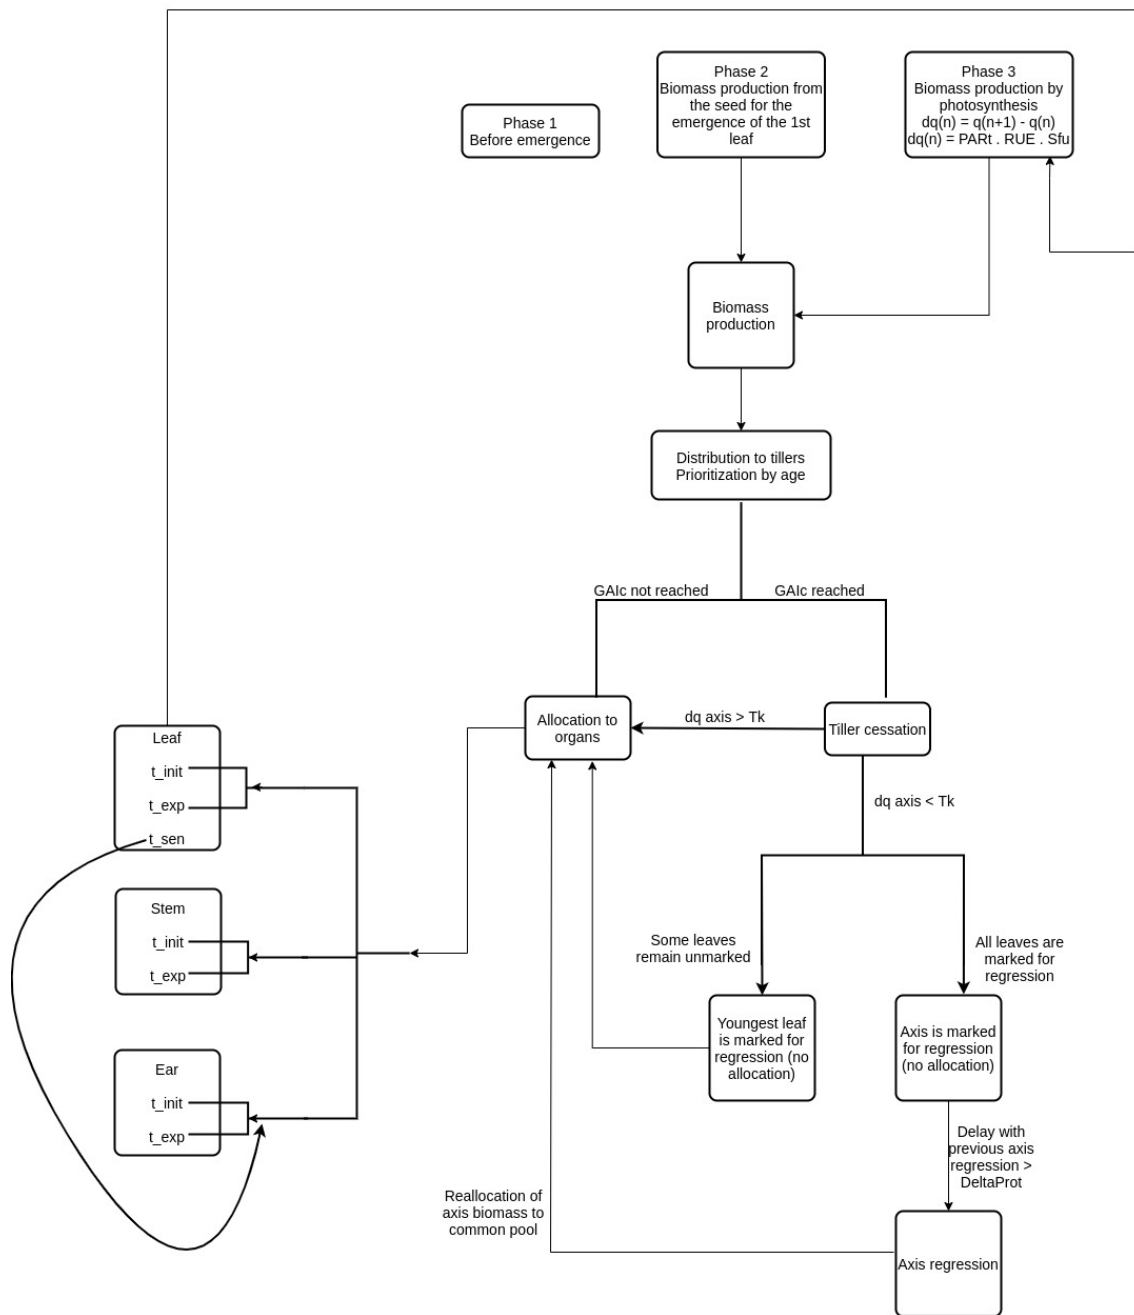 Phase 1
Before emergence
Phase 2
Biomass production from
the seed for the
emergence of the 1st
leaf
Phase 3
Biomass production by
photosynthesis
dq(n) = q(n+1) - q(n)
dq(n) = PARt . RUE . Sfu
Biomass
production
Distribution to tillers
Prioritization by age
GAIc not reached
GAIc reached
Allocation to
organs
dq axis > Tk
Tiller cessation
dq axis < Tk
Leaf
t_init
t_exp
t_sen
Stem
t_init
t_exp
Ear
t_init
t_exp
Some leaves
remain unmarked
All leaves are
marked for
regression
Youngest leaf
is marked for
regression (no
allocation)
Axis is marked
for regression
(no allocation)
Delay with
previous axis
regression >
DeltaProt
Reallocation of
axis biomass to
common pool
Axis regression